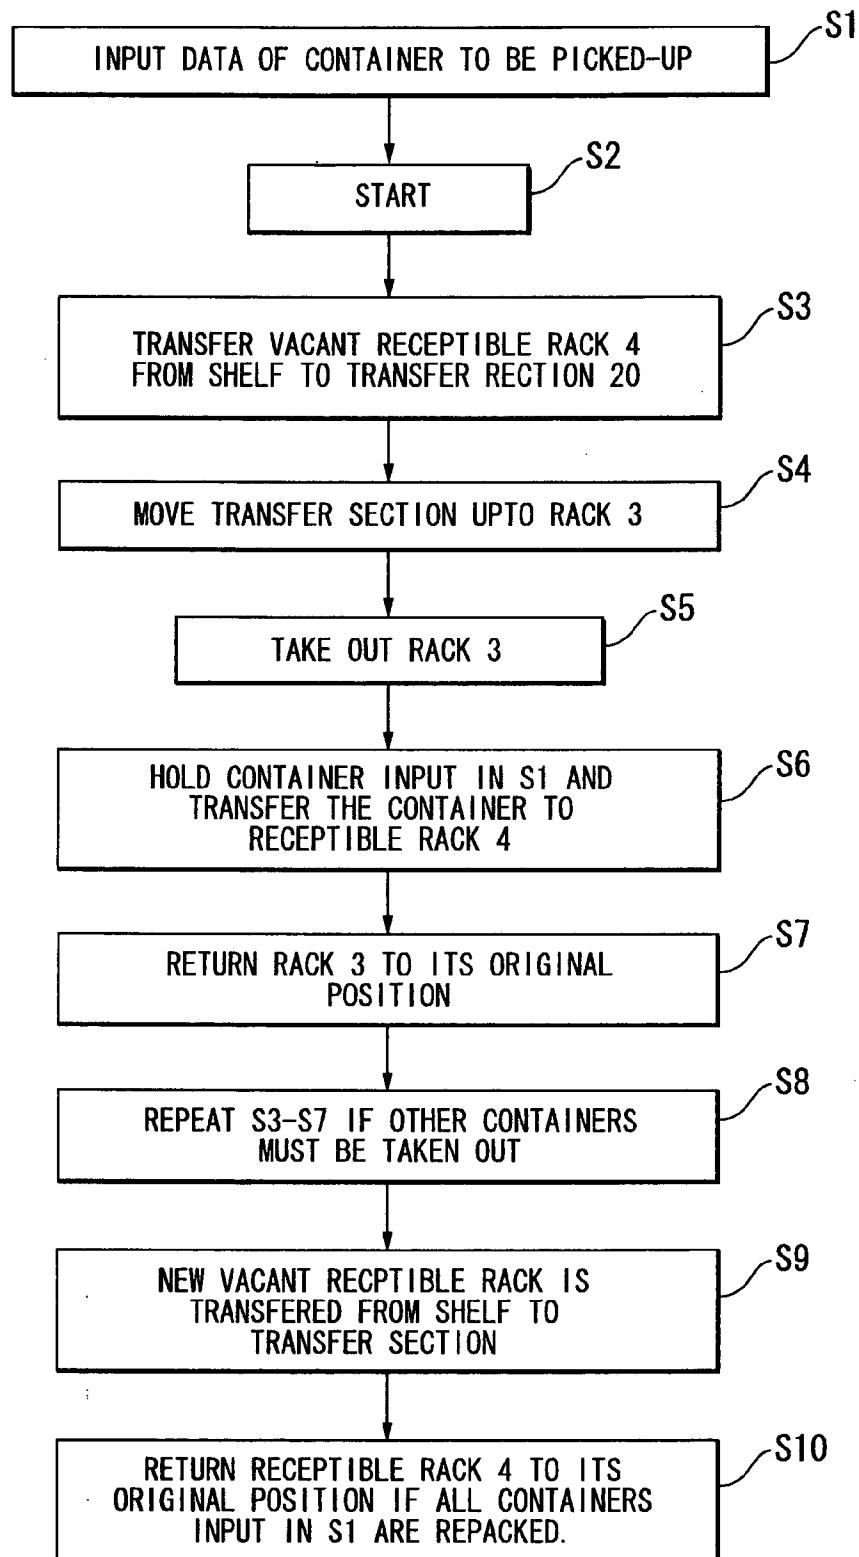 S1
INPUT DATA OF CONTAINER TO BE PICKED-UP
S2
START
S3
TRANSFER VACANT RECEPTIBLE RACK 4
FROM SHELF TO TRANSFER RECTION 20
S4
MOVE TRANSFER SECTION UPTO RACK 3
S5
TAKE OUT RACK 3
S6
HOLD CONTAINER INPUT IN S1 AND
TRANSFER THE CONTAINER TO
RECEPTIBLE RACK 4
S7
RETURN RACK 3 TO ITS ORIGINAL
POSITION
S8
REPEAT S3-S7 IF OTHER CONTAINERS
MUST BE TAKEN OUT
S9
NEW VACANT RECPTIBLE RACK IS
TRANSFERED FROM SHELF TO
TRANSFER SECTION
S10
RETURN RECEPTIBLE RACK 4 TO ITS
ORIGINAL POSITION IF ALL CONTAINERS
INPUT IN S1 ARE REPACKED.